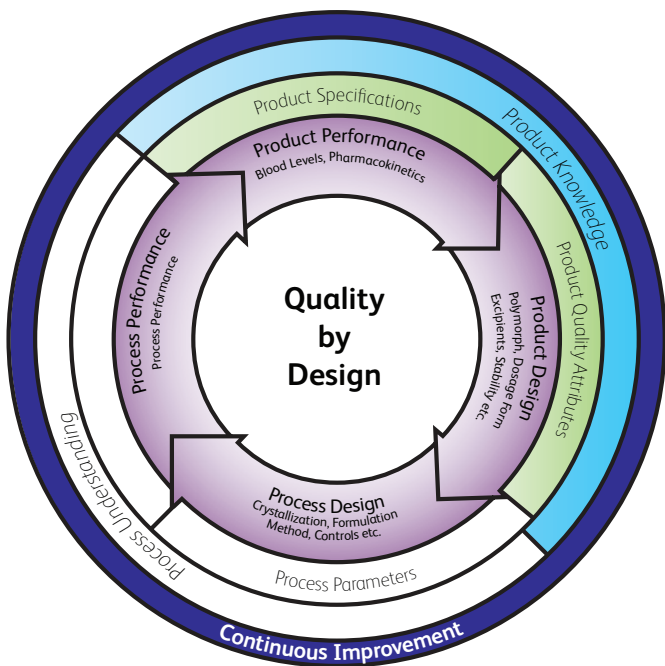 Product Specifications
Product Knowledge
Product Performance
Blood Levels, Pharmacokinetics
Product Quality Attributes
Product Design
Polymorph, Dosage Form
Excipients, Stability etc.
Quality
by
Design
Process Performance
Process Performance
Process Design
Crystallization, Formulation
Method, Controls etc.
Process Understanding
Process Parameters
Continuous Improvement